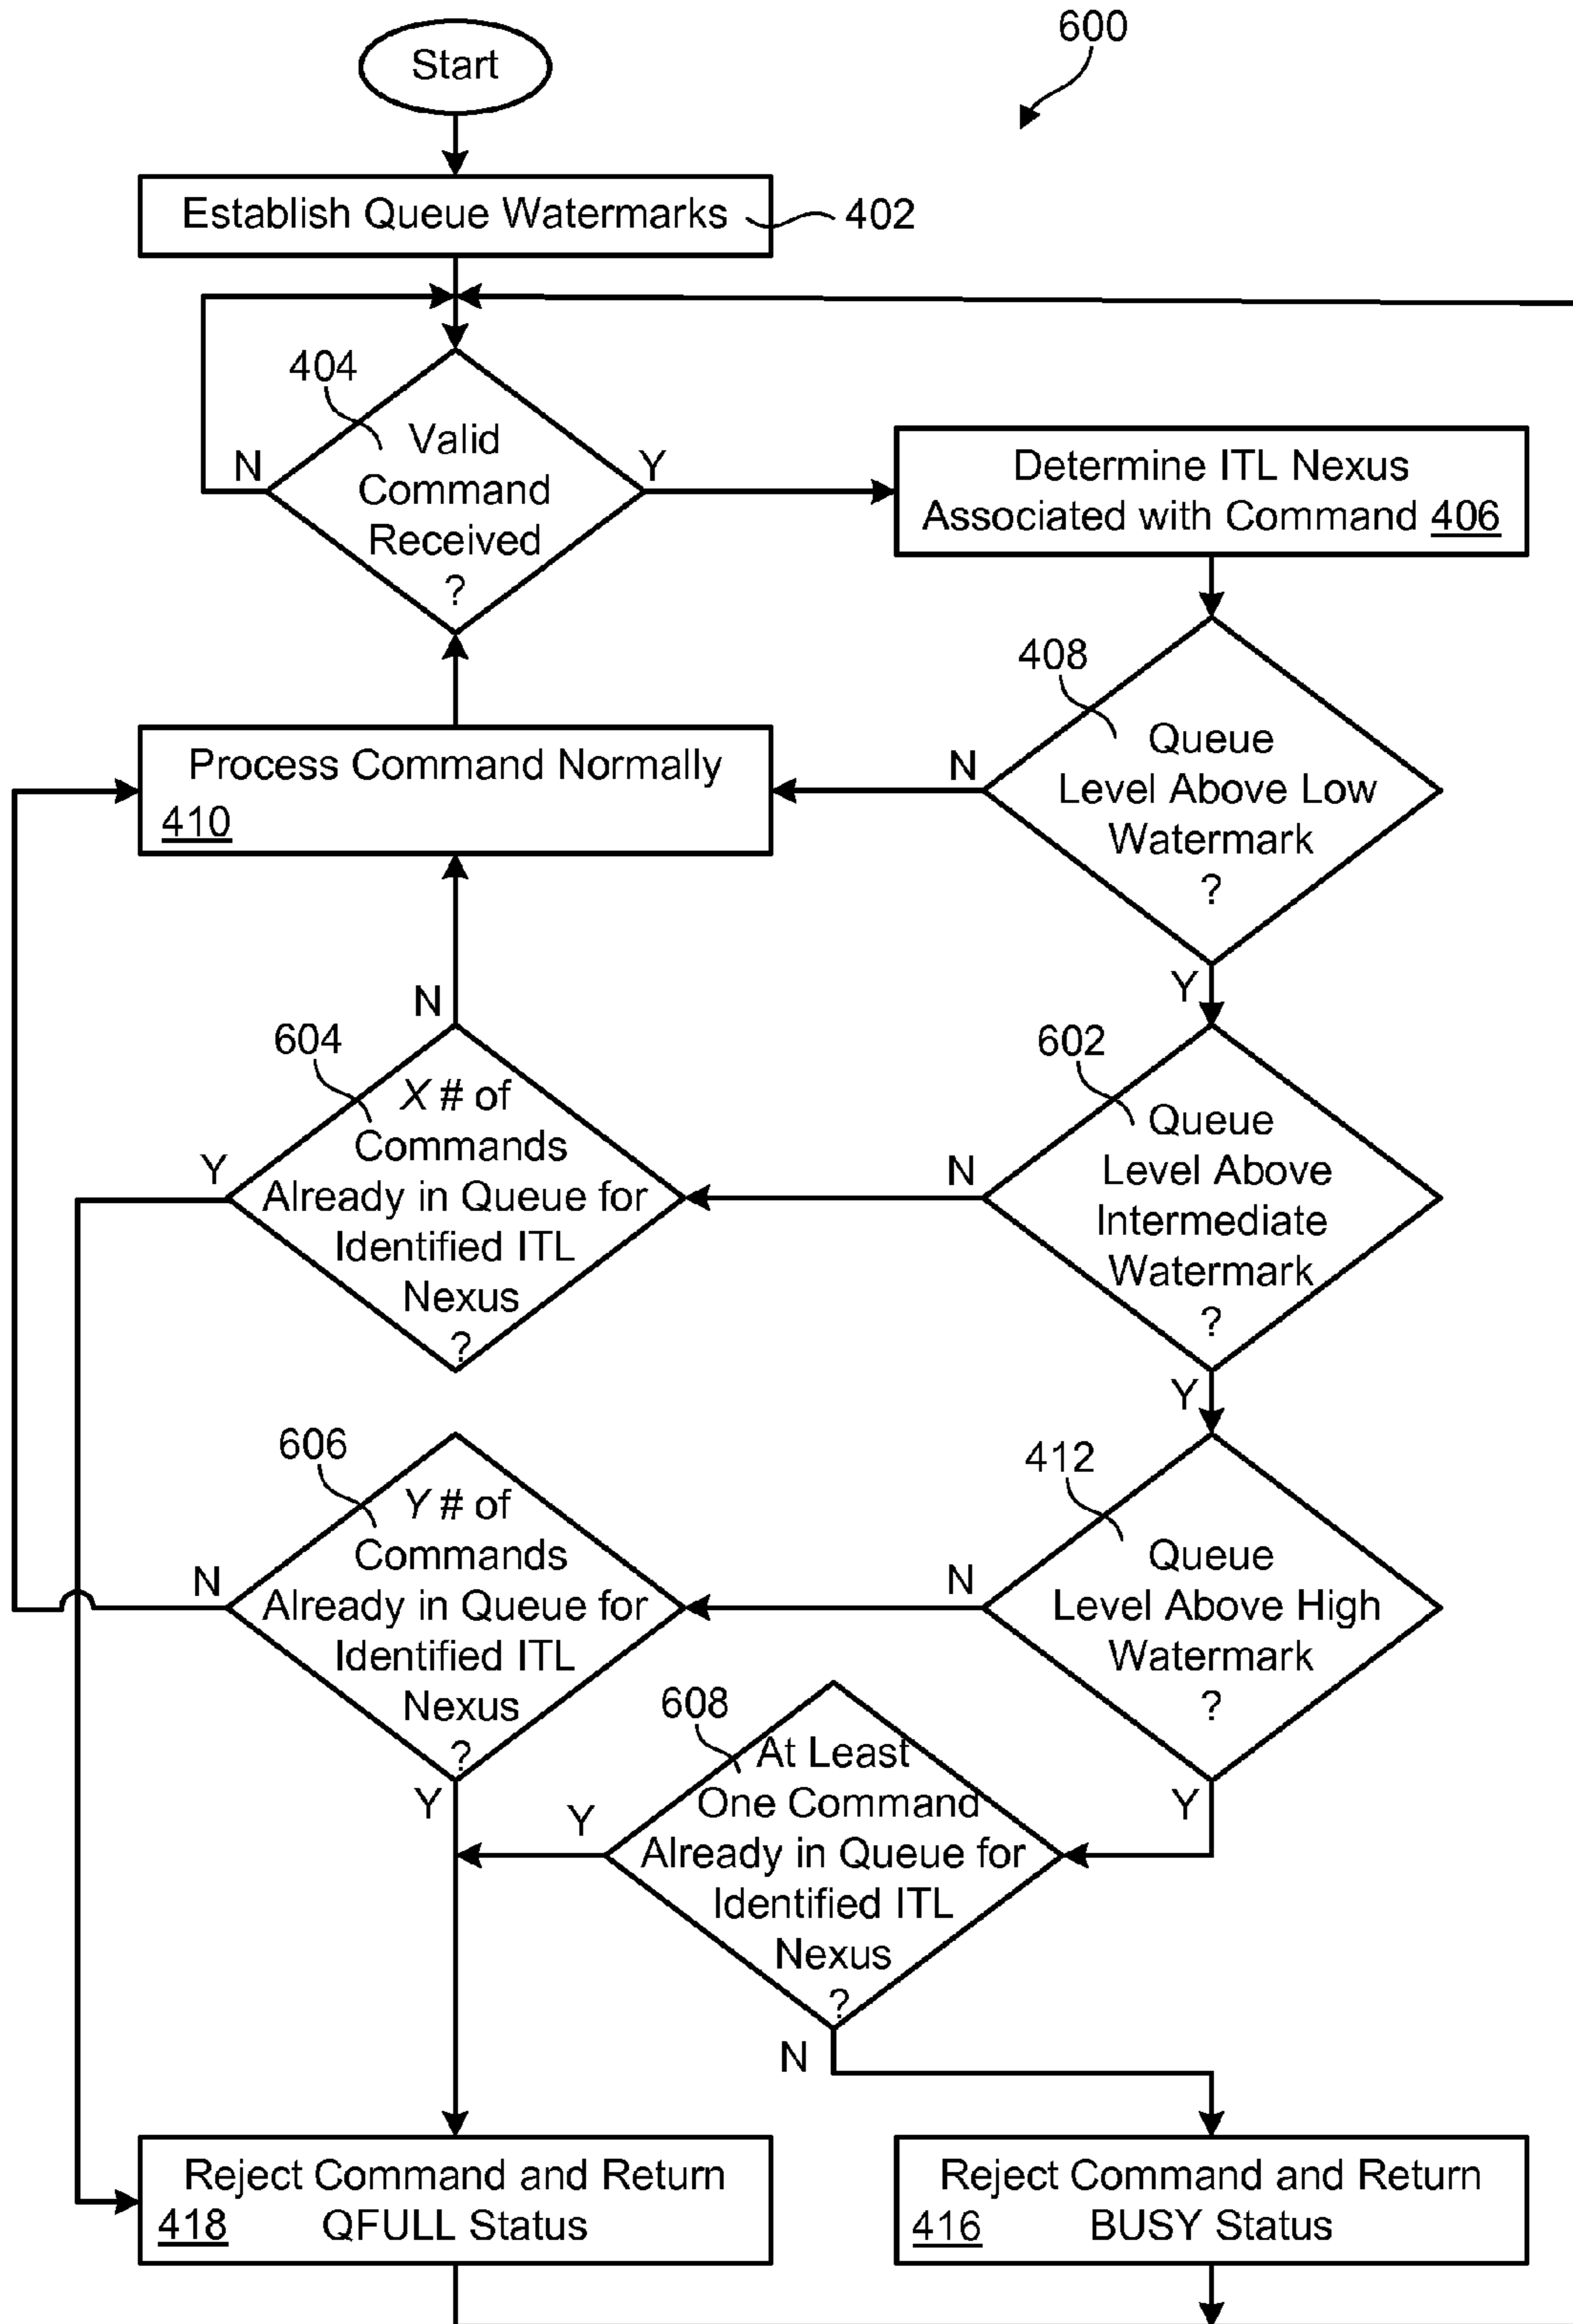 600
Start
Establish Queue Watermarks
402
404
Valid
Command
Received
?
N
Y
Determine ITL Nexus
Associated with Command 406
408
Queue
Level Above Low
Watermark
?
N
Y
Process Command Normally
410
N
604
X # of
Commands
Already in Queue for
Identified ITL
Nexus
?
Y
602
Queue
Level Above
Intermediate
Watermark
?
N
Y
606
Y # of
Commands
Already in Queue for
Identified ITL
Nexus
?
N
Y
412
Queue
Level Above High
Watermark
?
N
Y
608
At Least
One Command
Already in Queue for
Identified ITL
Nexus
?
Y
N
Reject Command and Return
418 QFULL Status
Reject Command and Return
416 BUSY Status